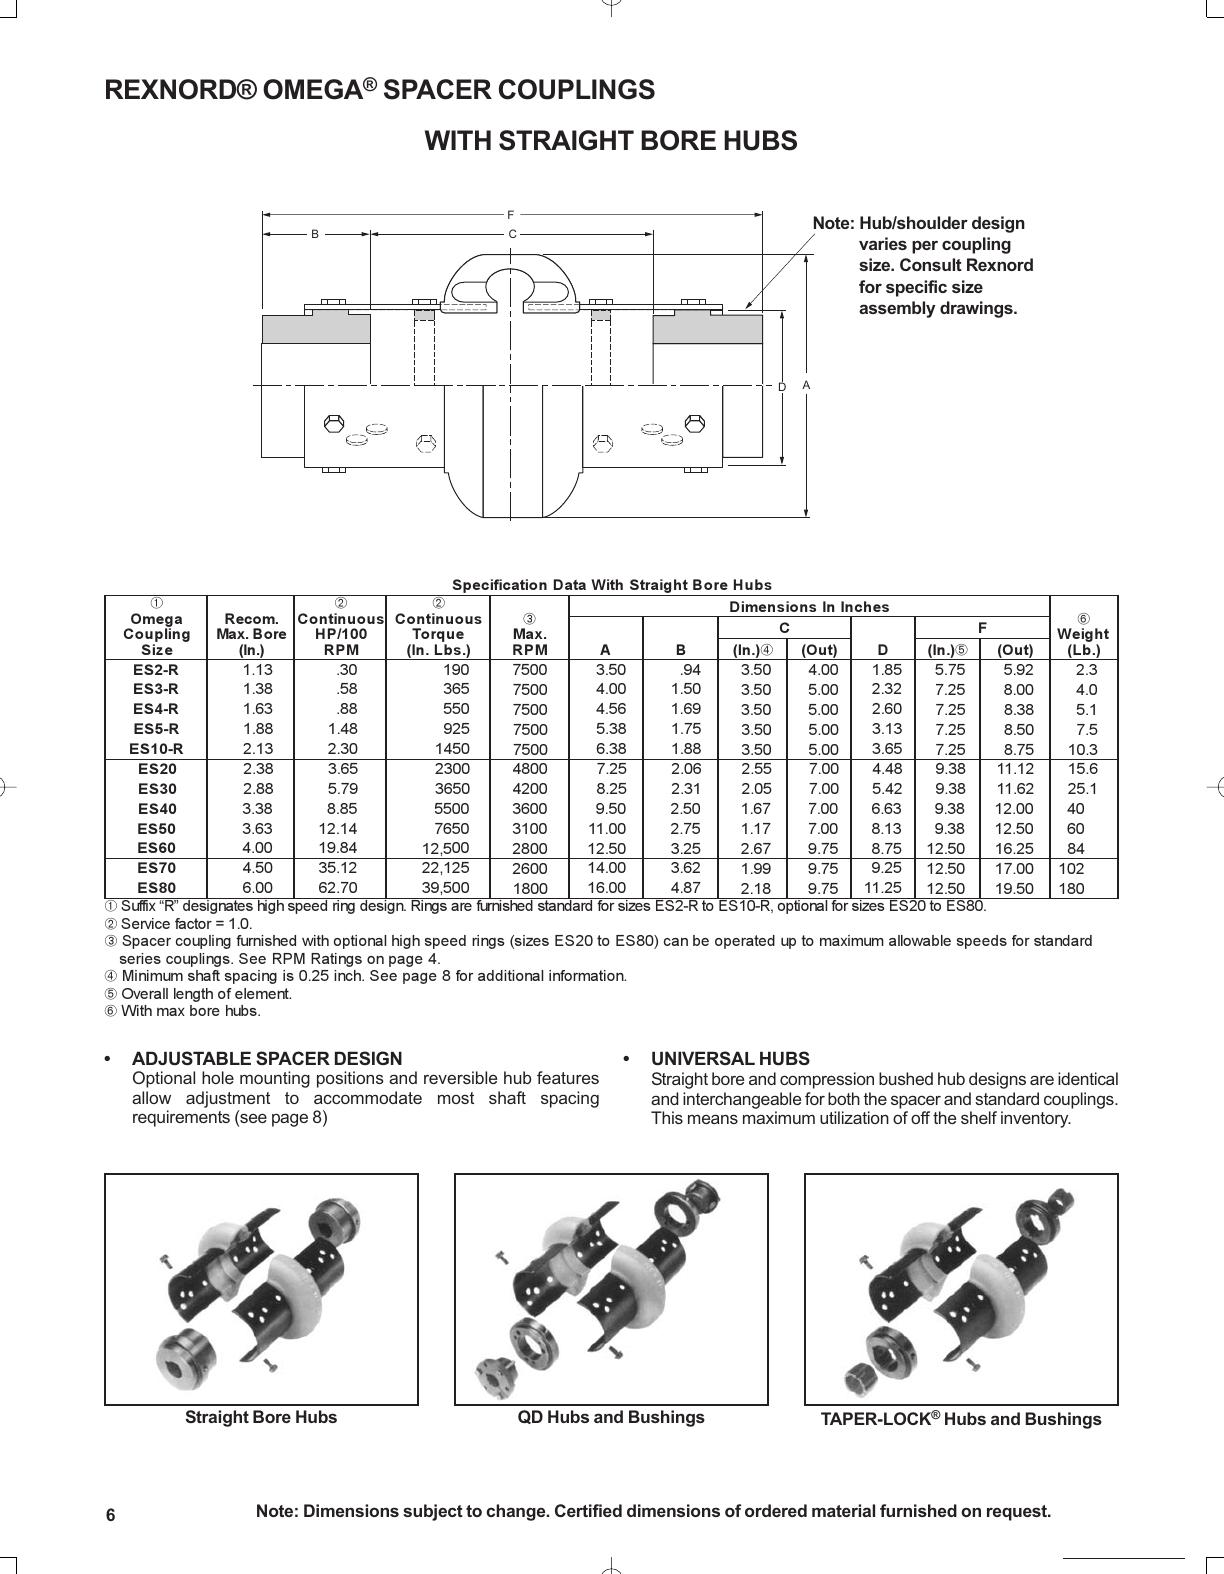 REXNORD® OMEGA® SPACER COUPLINGS
WITH STRAIGHT BORE HUBS
F
B
C
D
A
Note: Hub/shoulder design
varies per coupling
size. Consult Rexnord
for specific size
assembly drawings.
Specification Data With Straight Bore Hubs
① Omega Coupling Size | Recom. Max. Bore (In.) | ② Continuous HP/100 RPM | ② Continuous Torque (In. Lbs.) | ③ Max. RPM | Dimensions In Inches | ⑥ Weight (Lb.)
A | B | C | D | F
(In.)④ | (Out) | (In.)⑤ | (Out)
ES2-R 1.13 .30 190 7500 3.50 .94 3.50 4.00 1.85 5.75 5.92 2.3
ES3-R 1.38 .58 365 7500 4.00 1.50 3.50 5.00 2.32 7.25 8.00 4.0
ES4-R 1.63 .88 550 7500 4.56 1.69 3.50 5.00 2.60 7.25 8.38 5.1
ES5-R 1.88 1.48 925 7500 5.38 1.75 3.50 5.00 3.13 7.25 8.50 7.5
ES10-R 2.13 2.30 1450 7500 6.38 1.88 3.50 5.00 3.65 7.25 8.75 10.3
ES20 2.38 3.65 2300 4800 7.25 2.06 2.55 7.00 4.48 9.38 11.12 15.6
ES30 2.88 5.79 3650 4200 8.25 2.31 2.05 7.00 5.42 9.38 11.62 25.1
ES40 3.38 8.85 5500 3600 9.50 2.50 1.67 7.00 6.63 9.38 12.00 40
ES50 3.63 12.14 7650 3100 11.00 2.75 1.17 7.00 8.13 9.38 12.50 60
ES60 4.00 19.84 12,500 2800 12.50 3.25 2.67 9.75 8.75 12.50 16.25 84
ES70 4.50 35.12 22,125 2600 14.00 3.62 1.99 9.75 9.25 12.50 17.00 102
ES80 6.00 62.70 39,500 1800 16.00 4.87 2.18 9.75 11.25 12.50 19.50 180
① Suffix “R” designates high speed ring design. Rings are furnished standard for sizes ES2-R to ES10-R, optional for sizes ES20 to ES80.
② Service factor = 1.0.
③ Spacer coupling furnished with optional high speed rings (sizes ES20 to ES80) can be operated up to maximum allowable speeds for standard
series couplings. See RPM Ratings on page 4.
④ Minimum shaft spacing is 0.25 inch. See page 8 for additional information.
⑤ Overall length of element.
⑥ With max bore hubs.
• ADJUSTABLE SPACER DESIGN
Optional hole mounting positions and reversible hub features
allow adjustment to accommodate most shaft spacing
requirements (see page 8)
• UNIVERSAL HUBS
Straight bore and compression bushed hub designs are identical
and interchangeable for both the spacer and standard couplings.
This means maximum utilization of off the shelf inventory.
Straight Bore Hubs
QD Hubs and Bushings
TAPER-LOCK® Hubs and Bushings
6
Note: Dimensions subject to change. Certified dimensions of ordered material furnished on request.